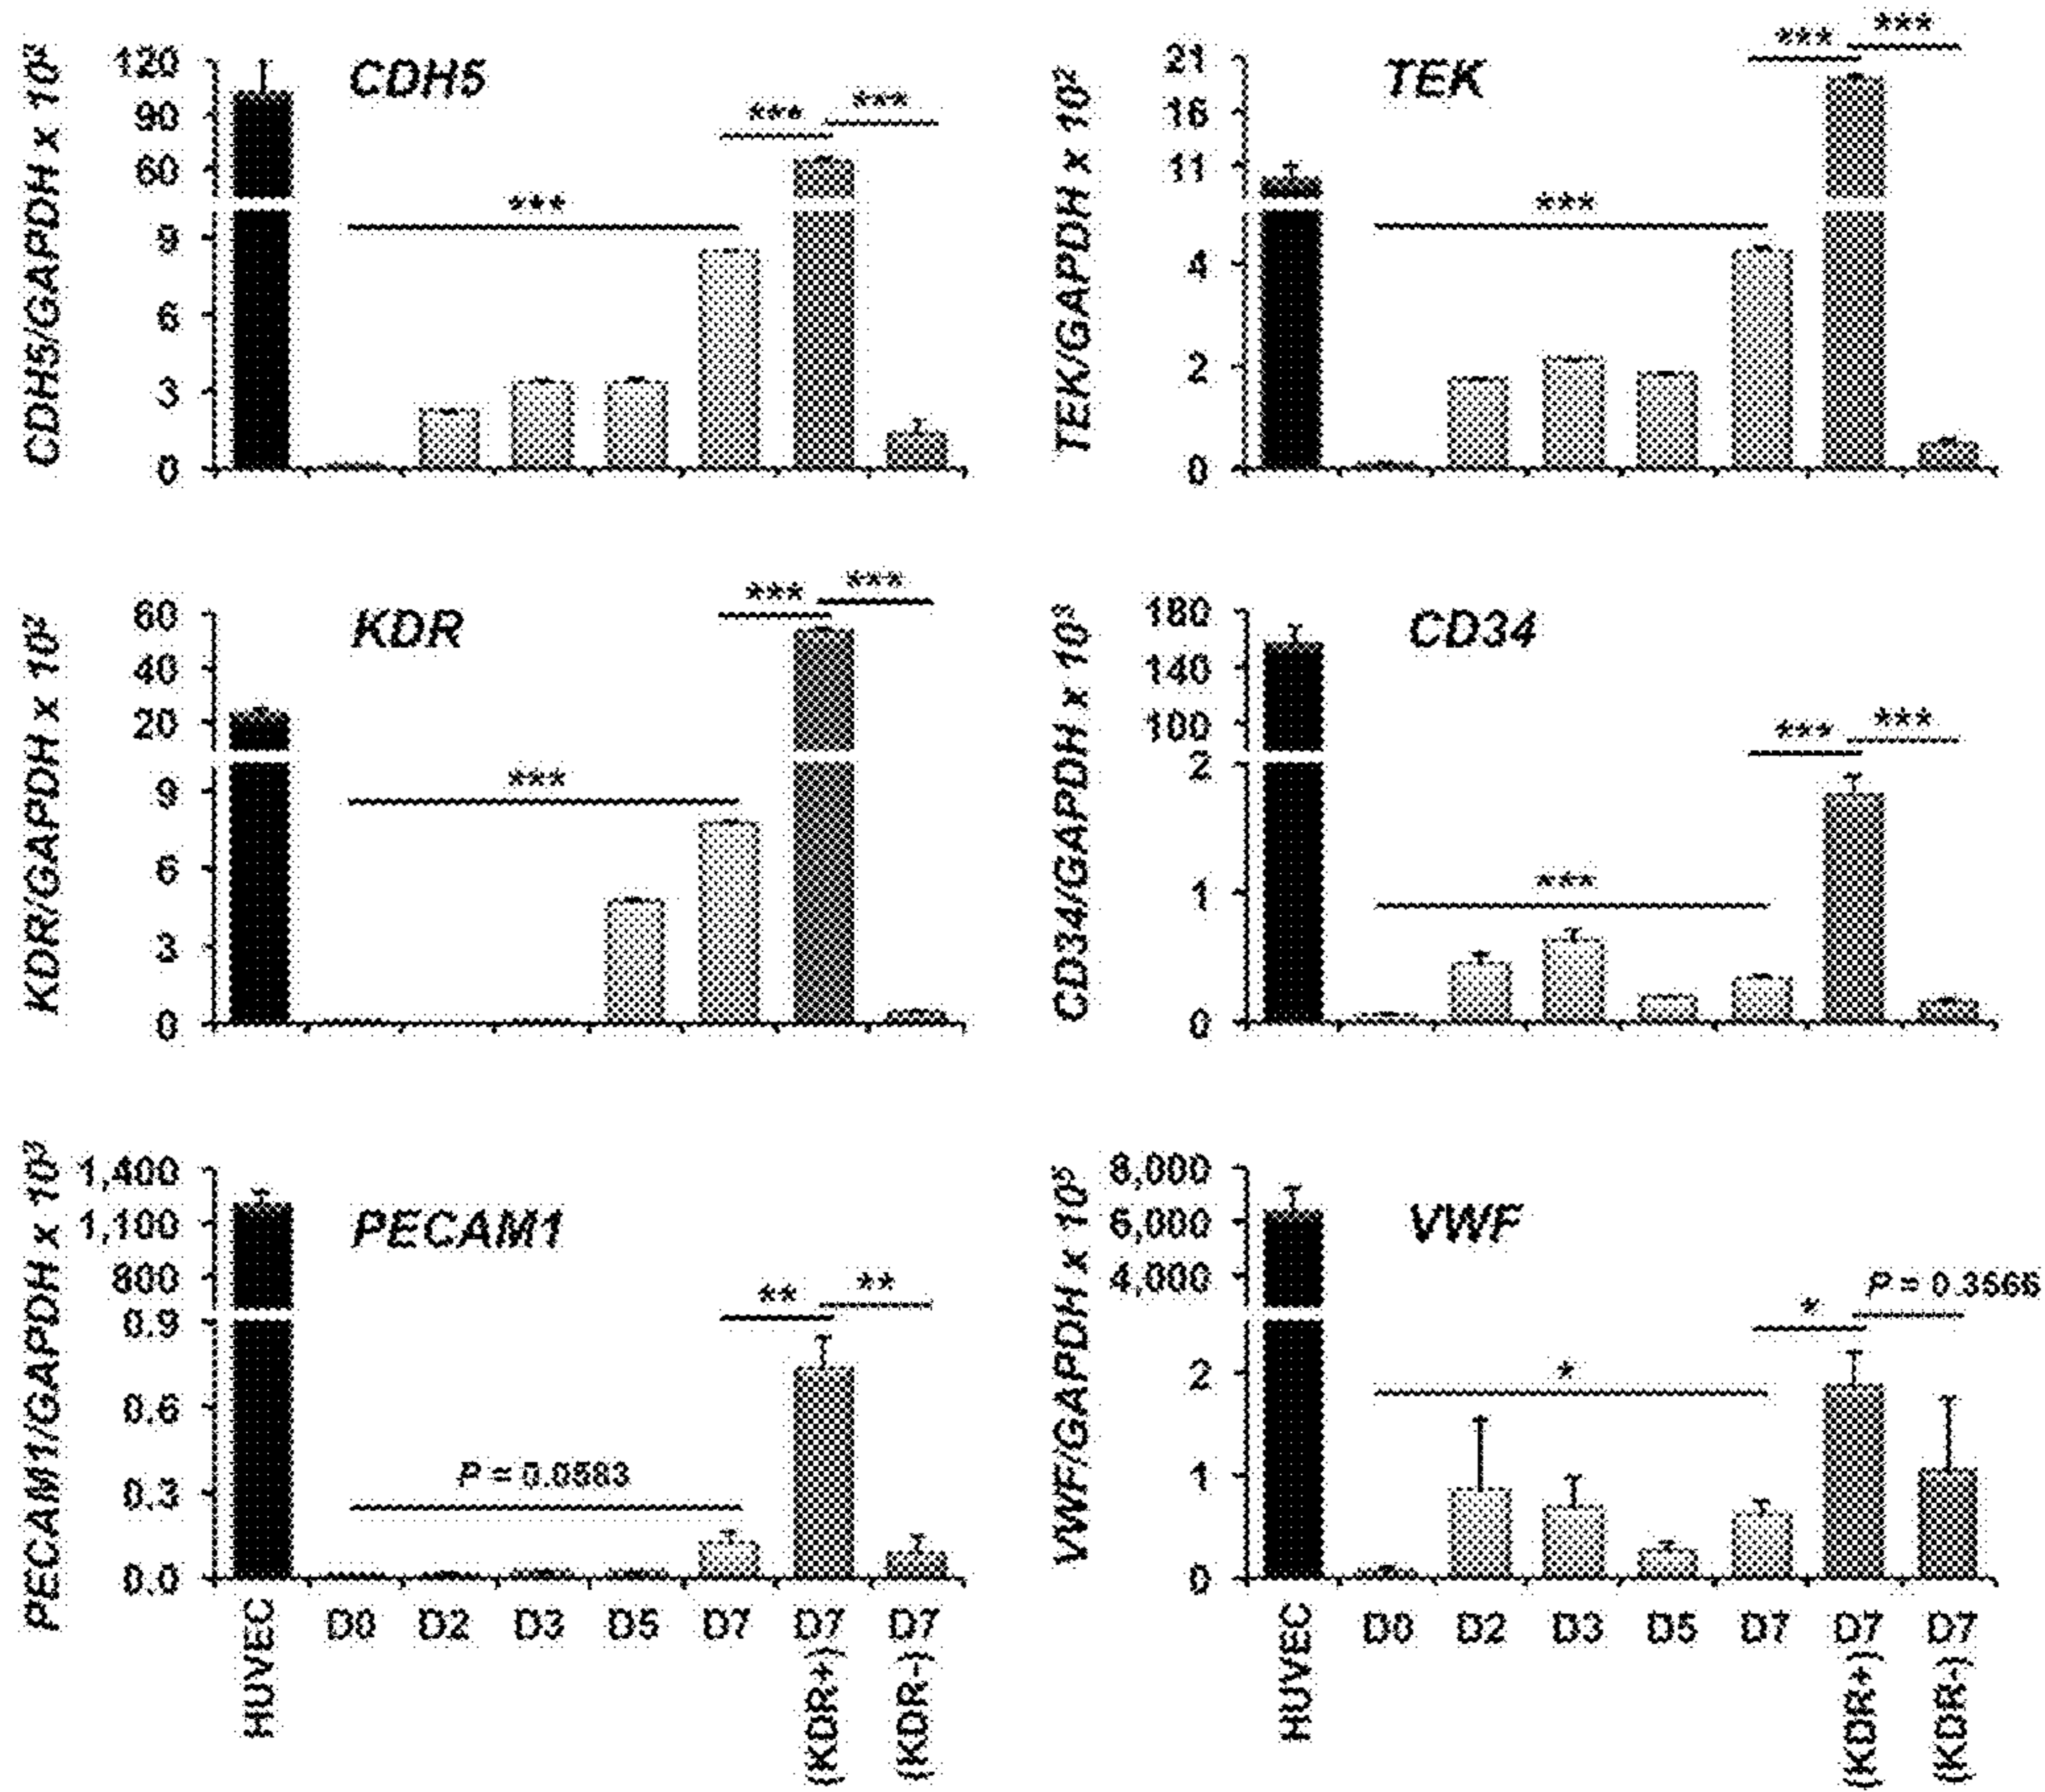 CDH5
CDH5/GAPDH x 10²
120
90
60
9
6
3
0
***
***
***
TEK
TEK/GAPDH x 10²
21
16
11
4
2
0
***
***
***
KDR
KDR/GAPDH x 10²
60
40
20
9
6
3
0
***
***
***
CD34
CD34/GAPDH x 10³
180
140
100
2
1
0
***
***
***
PECAM1
PECAM1/GAPDH x 10³
1,400
1,100
800
0.9
0.6
0.3
0.0
P = 0.0583
**
**
HUVEC
D0
D2
D3
D5
D7
D7
(KDR+)
D7
(KDR-)
VWF
VWF/GAPDH x 10⁵
8,000
6,000
4,000
2
1
0
*
*
P = 0.3566
HUVEC
D0
D2
D3
D5
D7
D7
(KDR+)
D7
(KDR-)